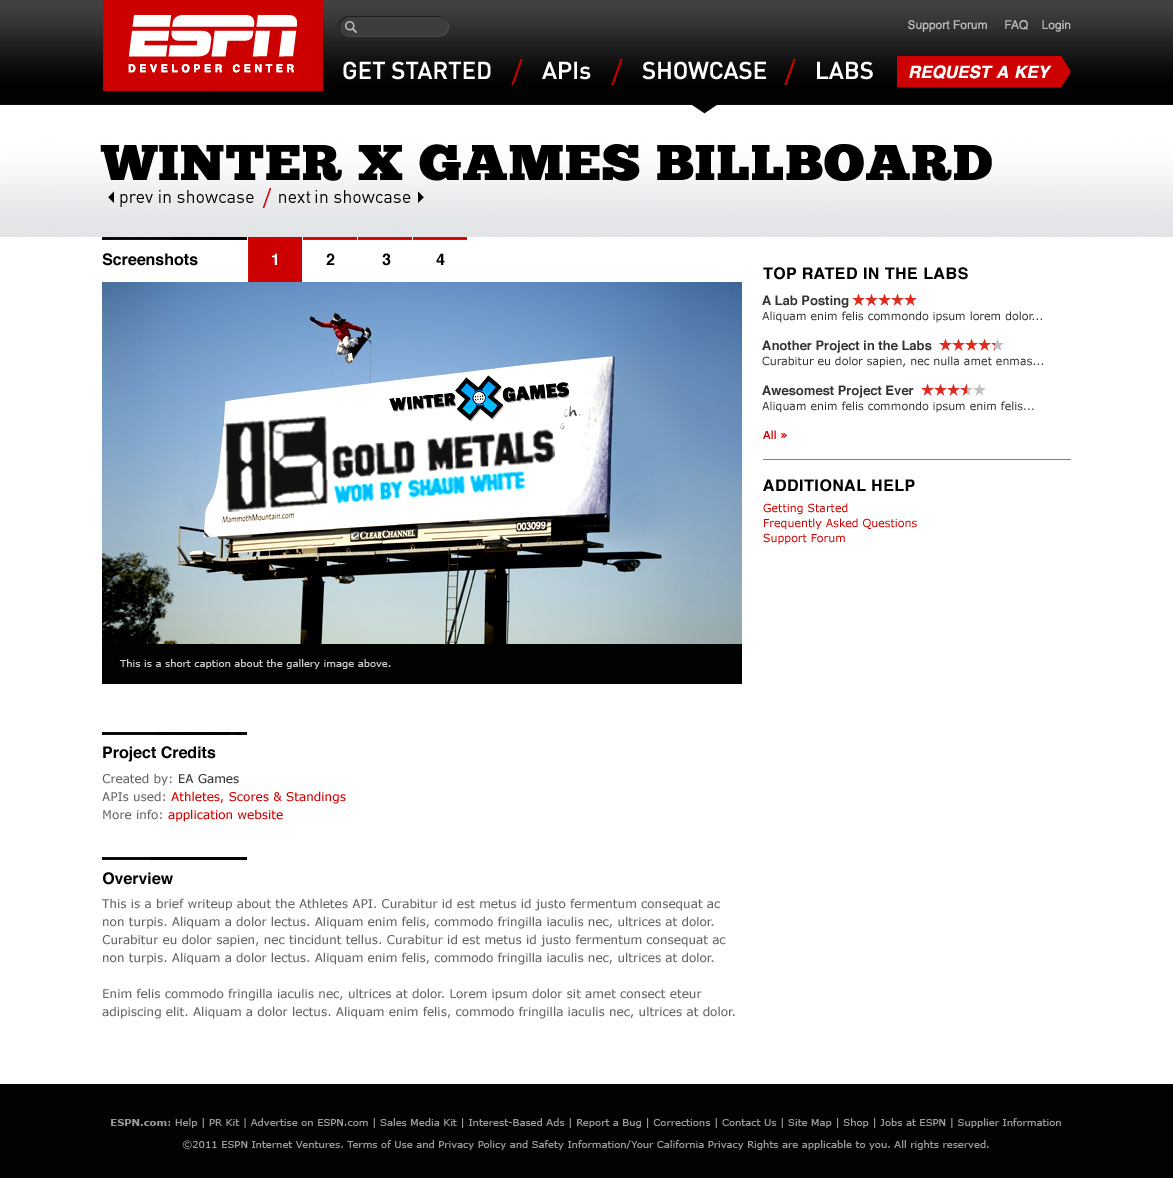 ESPN
DEVELOPER CENTER
Support Forum FAQ Login
GET STARTED / APIs / SHOWCASE / LABS
REQUEST A KEY
WINTER X GAMES BILLBOARD
prev in showcase / next in showcase
Screenshots 1 2 3 4
WINTER X GAMES
th.
15 GOLD METALS
WON BY SHAUN WHITE
MammothMountain.com
CLEARCHANNEL
003099
This is a short caption about the gallery image above.
TOP RATED IN THE LABS
A Lab Posting
Aliquam enim felis commondo ipsum lorem dolor...
Another Project in the Labs
Curabitur eu dolor sapien, nec nulla amet enmas...
Awesomest Project Ever
Aliquam enim felis commondo ipsum enim felis...
All »
ADDITIONAL HELP
Getting Started
Frequently Asked Questions
Support Forum
Project Credits
Created by: EA Games
APIs used: Athletes, Scores & Standings
More info: application website
Overview
This is a brief writeup about the Athletes API. Curabitur id est metus id justo fermentum consequat ac
non turpis. Aliquam a dolor lectus. Aliquam enim felis, commodo fringilla iaculis nec, ultrices at dolor.
Curabitur eu dolor sapien, nec tincidunt tellus. Curabitur id est metus id justo fermentum consequat ac
non turpis. Aliquam a dolor lectus. Aliquam enim felis, commodo fringilla iaculis nec, ultrices at dolor.
Enim felis commodo fringilla iaculis nec, ultrices at dolor. Lorem ipsum dolor sit amet consect eteur
adipiscing elit. Aliquam a dolor lectus. Aliquam enim felis, commodo fringilla iaculis nec, ultrices at dolor.
ESPN.com: Help | PR Kit | Advertise on ESPN.com | Sales Media Kit | Interest-Based Ads | Report a Bug | Corrections | Contact Us | Site Map | Shop | Jobs at ESPN | Supplier Information
©2011 ESPN Internet Ventures. Terms of Use and Privacy Policy and Safety Information/Your California Privacy Rights are applicable to you. All rights reserved.